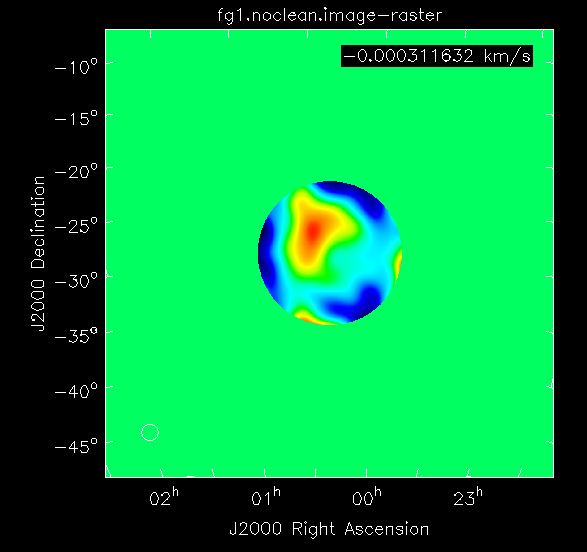 fg1.noclean.image-raster
-0.000311632 km/s
-10°
-15°
-20°
-25°
-30°
-35°
-40°
-45°
J2000 Declination
02h 01h 00h 23h
J2000 Right Ascension